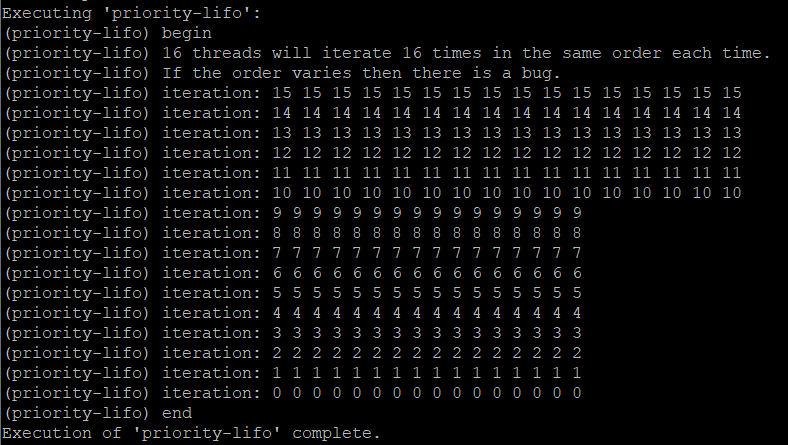 Executing 'priority-lifo':
(priority-lifo) begin
(priority-lifo) 16 threads will iterate 16 times in the same order each time.
(priority-lifo) If the order varies then there is a bug.
(priority-lifo) iteration: 15 15 15 15 15 15 15 15 15 15 15 15 15 15 15 15
(priority-lifo) iteration: 14 14 14 14 14 14 14 14 14 14 14 14 14 14 14 14
(priority-lifo) iteration: 13 13 13 13 13 13 13 13 13 13 13 13 13 13 13 13
(priority-lifo) iteration: 12 12 12 12 12 12 12 12 12 12 12 12 12 12 12 12
(priority-lifo) iteration: 11 11 11 11 11 11 11 11 11 11 11 11 11 11 11 11
(priority-lifo) iteration: 10 10 10 10 10 10 10 10 10 10 10 10 10 10 10 10
(priority-lifo) iteration: 9 9 9 9 9 9 9 9 9 9 9 9 9 9 9 9
(priority-lifo) iteration: 8 8 8 8 8 8 8 8 8 8 8 8 8 8 8 8
(priority-lifo) iteration: 7 7 7 7 7 7 7 7 7 7 7 7 7 7 7 7
(priority-lifo) iteration: 6 6 6 6 6 6 6 6 6 6 6 6 6 6 6 6
(priority-lifo) iteration: 5 5 5 5 5 5 5 5 5 5 5 5 5 5 5 5
(priority-lifo) iteration: 4 4 4 4 4 4 4 4 4 4 4 4 4 4 4 4
(priority-lifo) iteration: 3 3 3 3 3 3 3 3 3 3 3 3 3 3 3 3
(priority-lifo) iteration: 2 2 2 2 2 2 2 2 2 2 2 2 2 2 2 2
(priority-lifo) iteration: 1 1 1 1 1 1 1 1 1 1 1 1 1 1 1 1
(priority-lifo) iteration: 0 0 0 0 0 0 0 0 0 0 0 0 0 0 0 0
(priority-lifo) end
Execution of 'priority-lifo' complete.